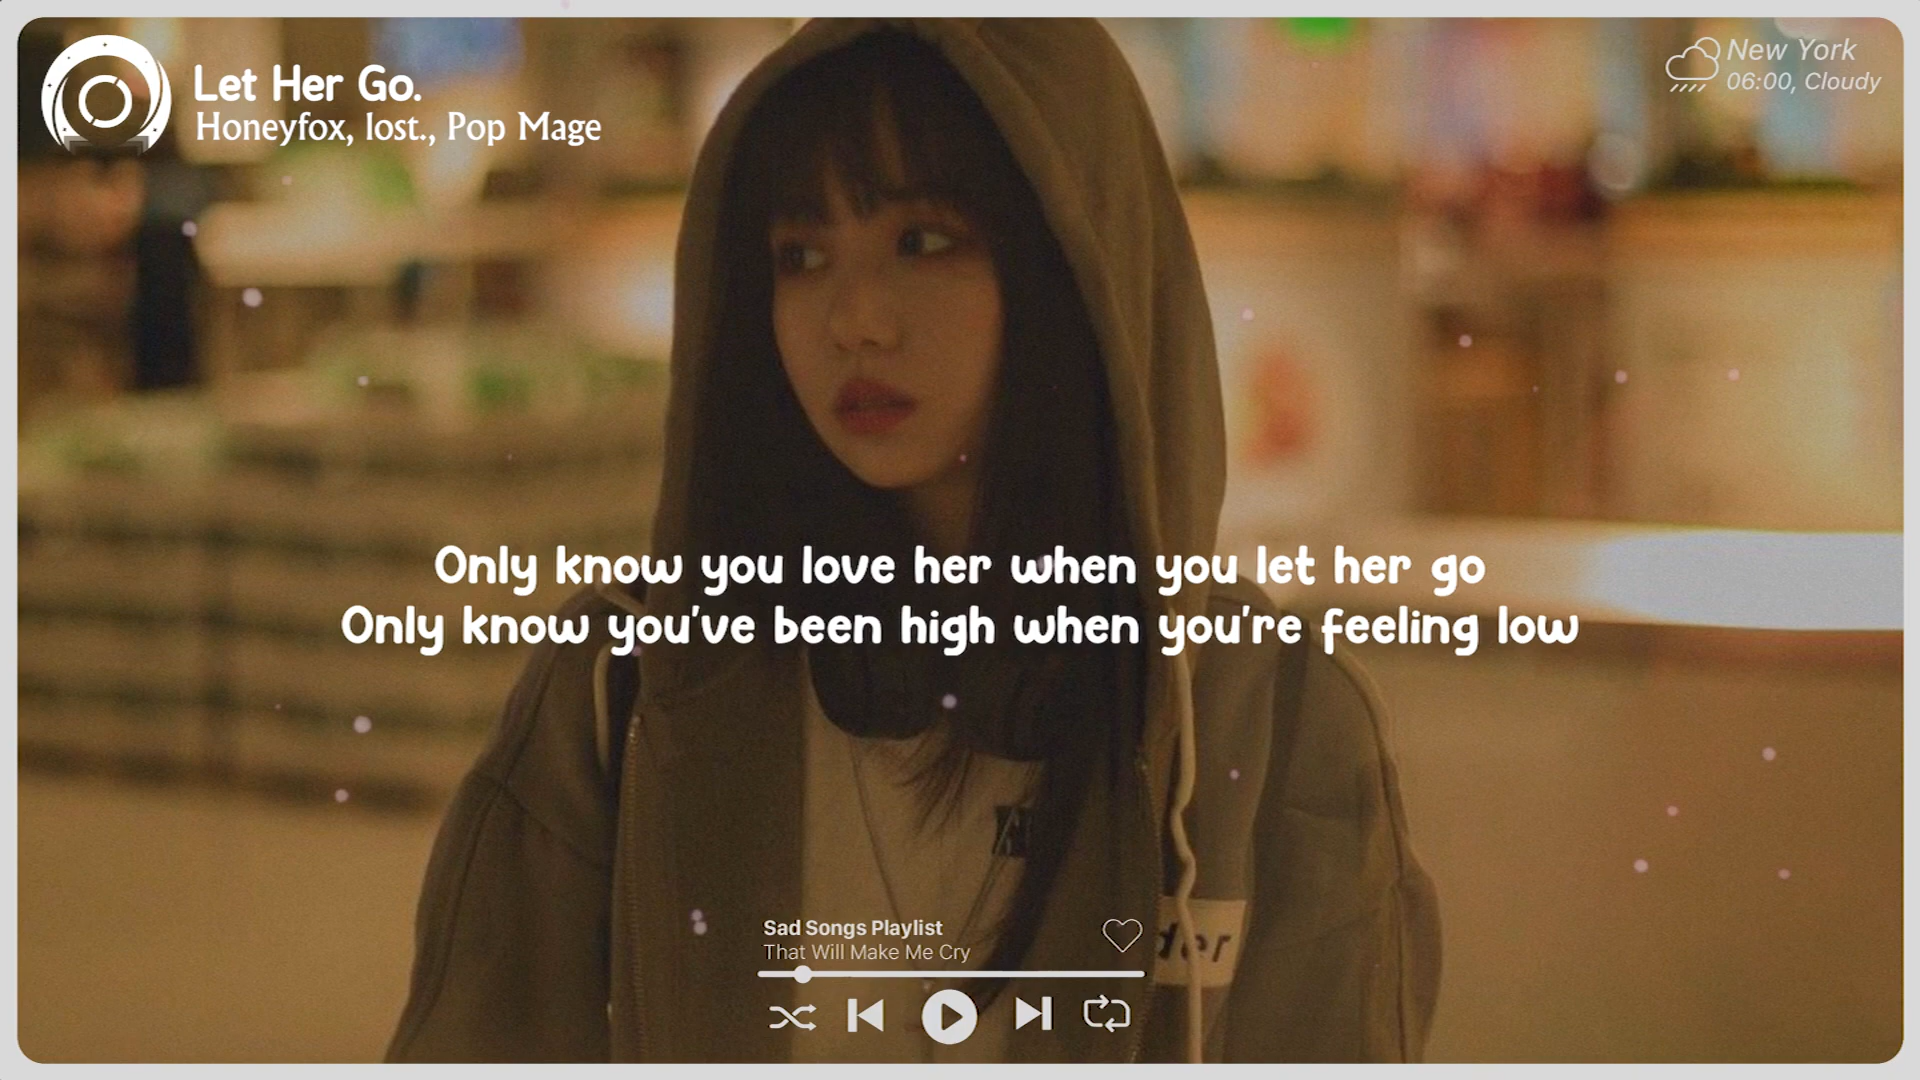 Let Her Go.
Honeyfox, lost., Pop Mage
New York
06:00, Cloudy
Only know you love her when you let her go
Only know you've been high when you're feeling low
Sad Songs Playlist
That Will Make Me Cry
der